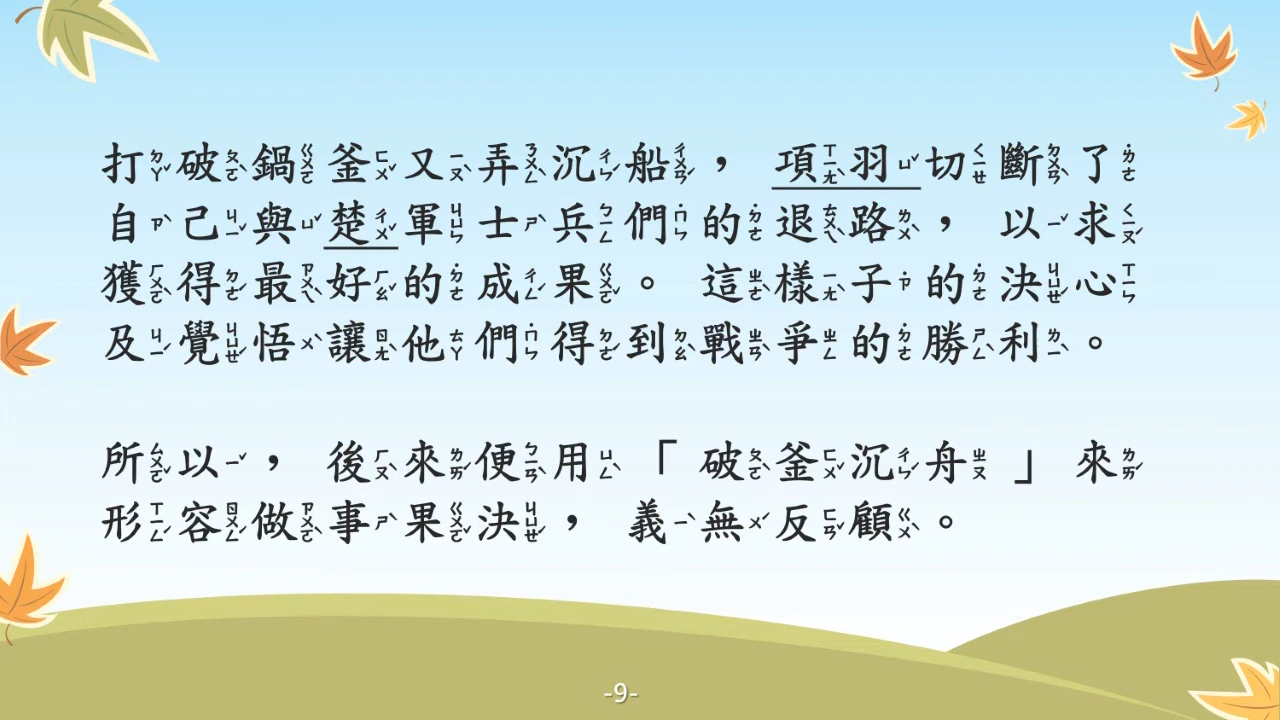 打破鍋釜又弄沉船，項羽切斷了
自己與楚軍士兵們的退路，以求
獲得最好的成果。這樣子的決心
及覺悟讓他們得到戰爭的勝利。
所以，後來便用「破釜沉舟」來
形容做事果決，義無反顧。
-9-